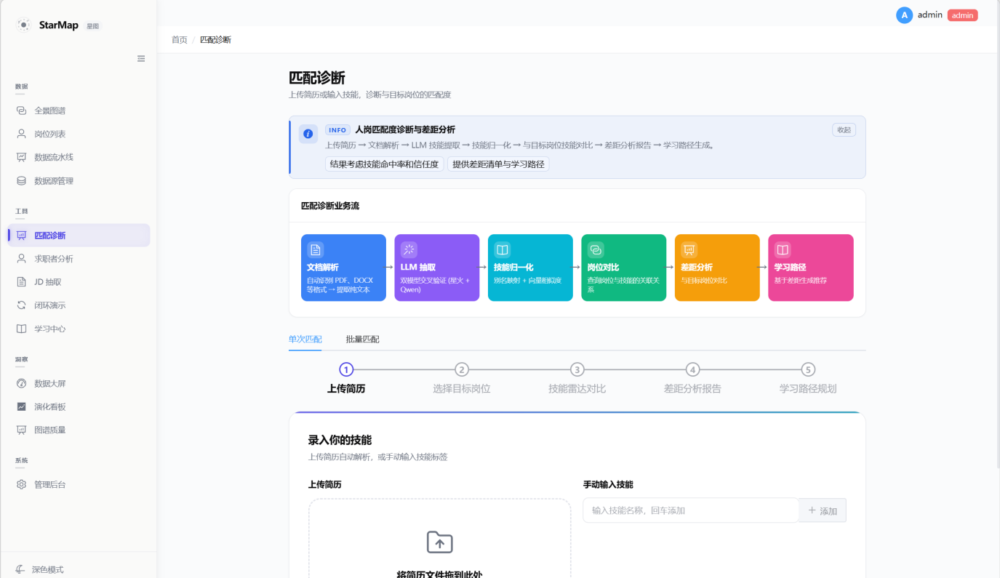 StarMap 星图
A admin admin
首页 / 匹配诊断
数据
全景图谱
岗位列表
数据流水线
数据源管理
工具
匹配诊断
求职者分析
JD 抽取
闭环演示
学习中心
洞察
数据大屏
演化看板
图谱质量
系统
管理后台
深色模式
匹配诊断
上传简历或输入技能，诊断与目标岗位的匹配度
INFO 人岗匹配度诊断与差距分析 收起
上传简历 → 文档解析 → LLM 技能提取 → 技能归一化 → 与目标岗位技能对比 → 差距分析报告 → 学习路径生成。
结果考虑技能命中率和信任度 提供差距清单与学习路径
匹配诊断业务流
文档解析
自动识别 PDF、DOCX
等格式 → 提取纯文本
→
LLM 抽取
双模型交叉验证 (星火 +
Qwen)
→
技能归一化
别名映射 + 向量相似度
→
岗位对比
查询岗位与技能的关联关
系
→
差距分析
与目标岗位对比
→
学习路径
基于差距生成推荐
单次匹配 批量匹配
1 2 3 4 5
上传简历 选择目标岗位 技能雷达对比 差距分析报告 学习路径规划
录入你的技能
上传简历自动解析，或手动输入技能标签
上传简历
将简历文件拖到此处
手动输入技能
输入技能名称，回车添加 + 添加